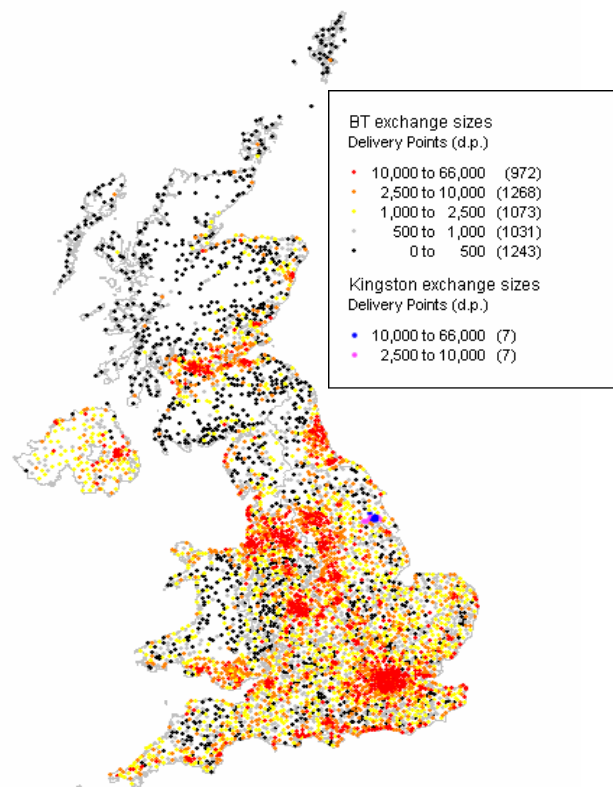 BT exchange sizes
Delivery Points (d.p.)
10,000 to 66,000 (972)
2,500 to 10,000 (1268)
1,000 to 2,500 (1073)
500 to 1,000 (1031)
0 to 500 (1243)
Kingston exchange sizes
Delivery Points (d.p.)
10,000 to 66,000 (7)
2,500 to 10,000 (7)